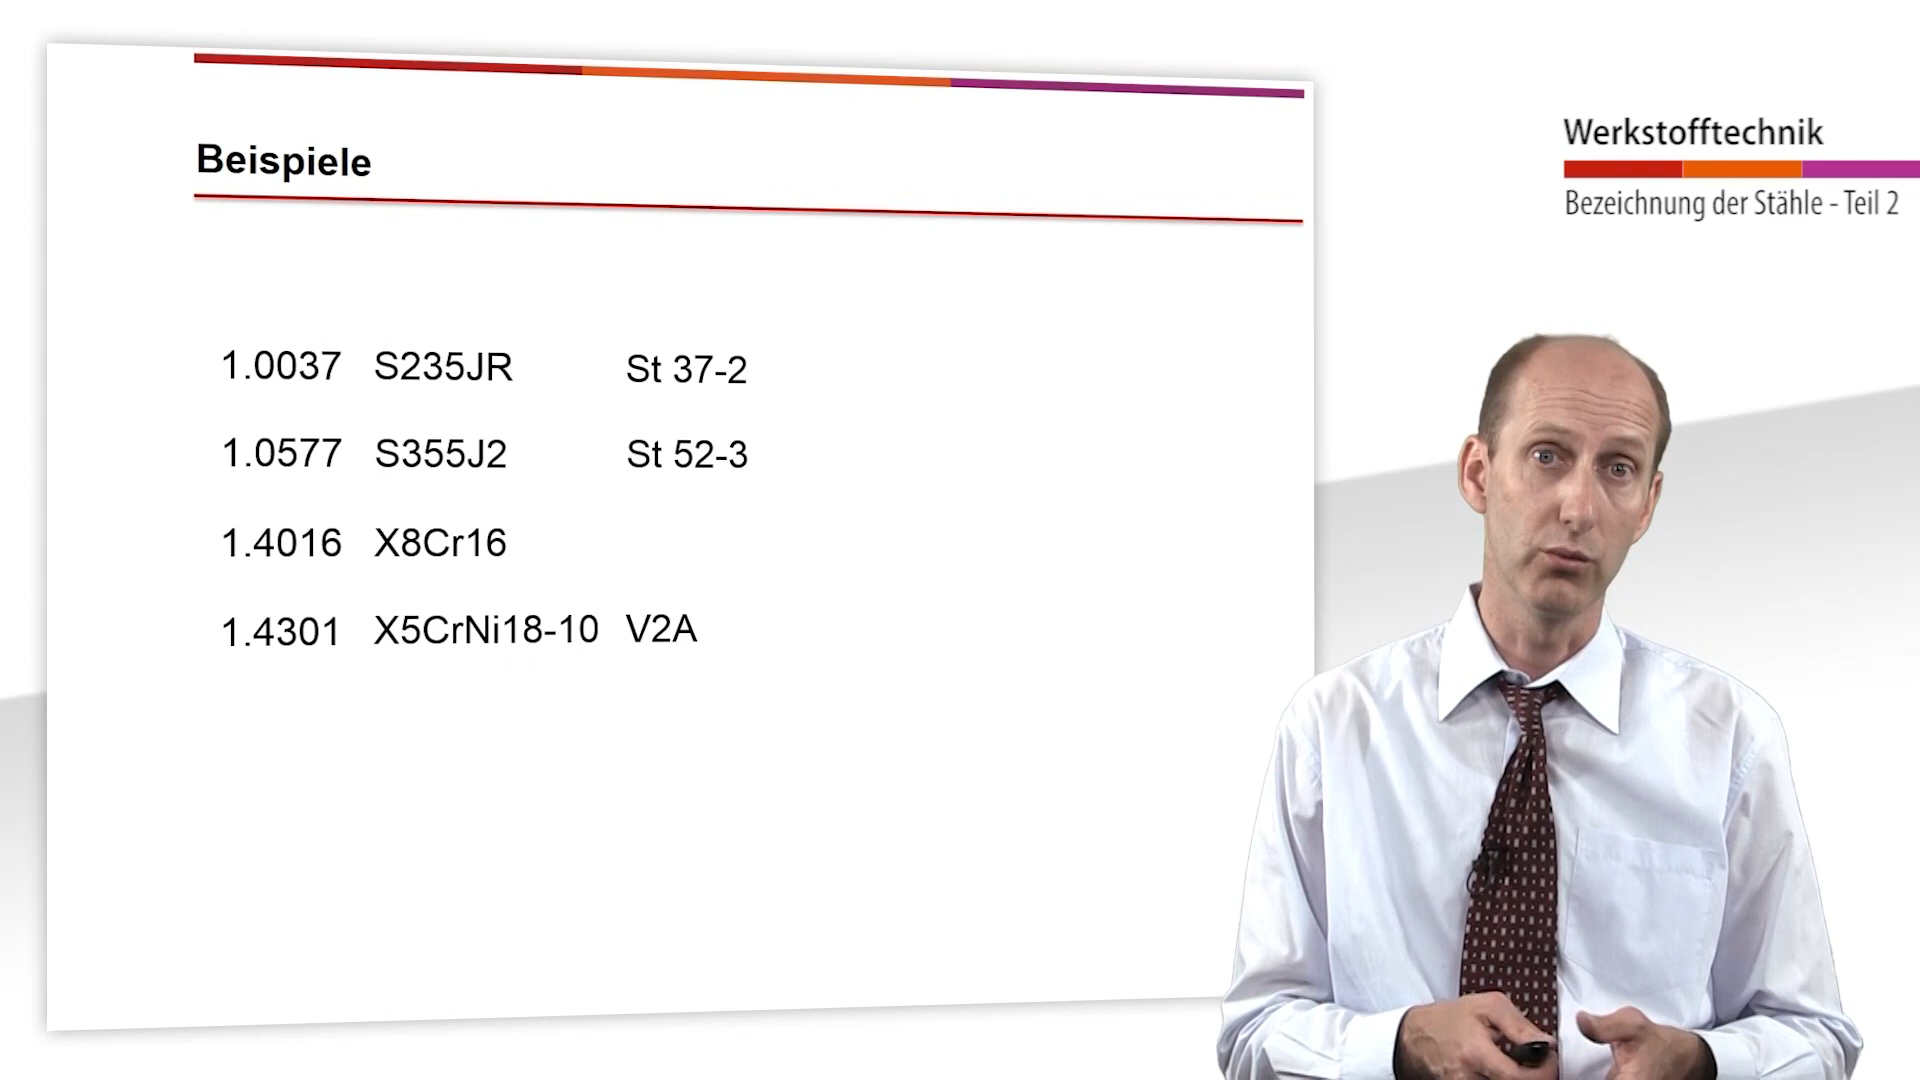 Beispiele
1.0037 S235JR St 37-2
1.0577 S355J2 St 52-3
1.4016 X8Cr16
1.4301 X5CrNi18-10 V2A
Werkstofftechnik
Bezeichnung der Stähle - Teil 2